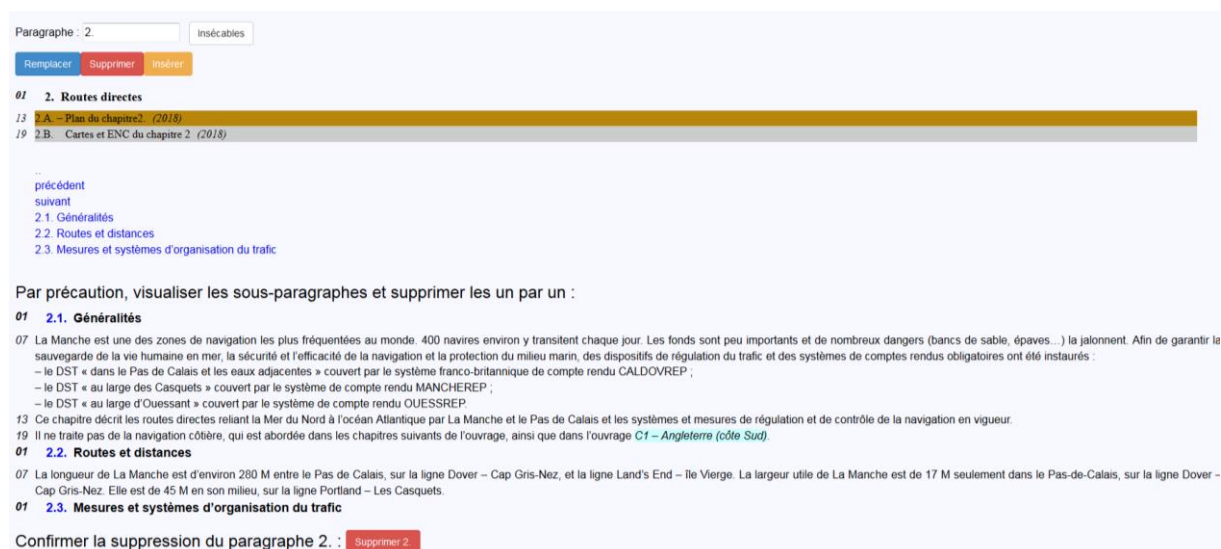 Paragraphe : 2. Insécables
Remplacer Supprimer Insérer
01 2. Routes directes
13 2.A. – Plan du chapitre2. (2018)
19 2.B. Cartes et ENC du chapitre 2 (2018)
..
précédent
suivant
2.1. Généralités
2.2. Routes et distances
2.3. Mesures et systèmes d'organisation du trafic
Par précaution, visualiser les sous-paragraphes et supprimer les un par un :
01 2.1. Généralités
07 La Manche est une des zones de navigation les plus fréquentées au monde. 400 navires environ y transitent chaque jour. Les fonds sont peu importants et de nombreux dangers (bancs de sable, épaves…) la jalonnent. Afin de garantir la
sauvegarde de la vie humaine en mer, la sécurité et l'efficacité de la navigation et la protection du milieu marin, des dispositifs de régulation du trafic et des systèmes de comptes rendus obligatoires ont été instaurés :
– le DST « dans le Pas de Calais et les eaux adjacentes » couvert par le système franco-britannique de compte rendu CALDOVREP ;
– le DST « au large des Casquets » couvert par le système de compte rendu MANCHEREP ;
– le DST « au large d'Ouessant » couvert par le système de compte rendu OUESSREP.
13 Ce chapitre décrit les routes directes reliant la Mer du Nord à l'océan Atlantique par La Manche et le Pas de Calais et les systèmes et mesures de régulation et de contrôle de la navigation en vigueur.
19 Il ne traite pas de la navigation côtière, qui est abordée dans les chapitres suivants de l'ouvrage, ainsi que dans l'ouvrage C1 – Angleterre (côte Sud).
01 2.2. Routes et distances
07 La longueur de La Manche est d'environ 280 M entre le Pas de Calais, sur la ligne Dover – Cap Gris-Nez, et la ligne Land's End – île Vierge. La largeur utile de La Manche est de 17 M seulement dans le Pas-de-Calais, sur la ligne Dover –
Cap Gris-Nez. Elle est de 45 M en son milieu, sur la ligne Portland – Les Casquets.
01 2.3. Mesures et systèmes d'organisation du trafic
Confirmer la suppression du paragraphe 2. : Supprimer 2.